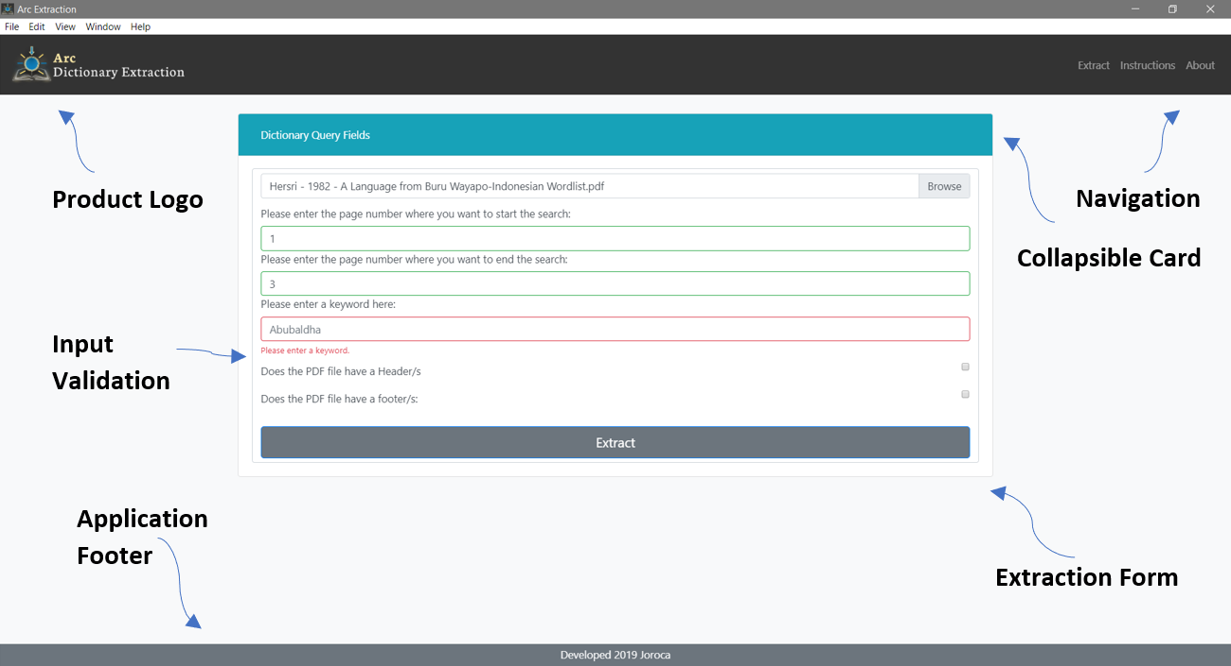 Arc Extraction
File Edit View Window Help
Arc
Dictionary Extraction
Extract Instructions About
Dictionary Query Fields
Product Logo
Navigation
Collapsible Card
Hersri - 1982 - A Language from Buru Wayapo-Indonesian Wordlist.pdf
Browse
Please enter the page number where you want to start the search:
1
Please enter the page number where you want to end the search:
3
Please enter a keyword here:
Abubaldha
Please enter a keyword.
Input
Validation
Does the PDF file have a Header/s
Does the PDF file have a footer/s:
Extract
Application
Footer
Extraction Form
Developed 2019 Joroca